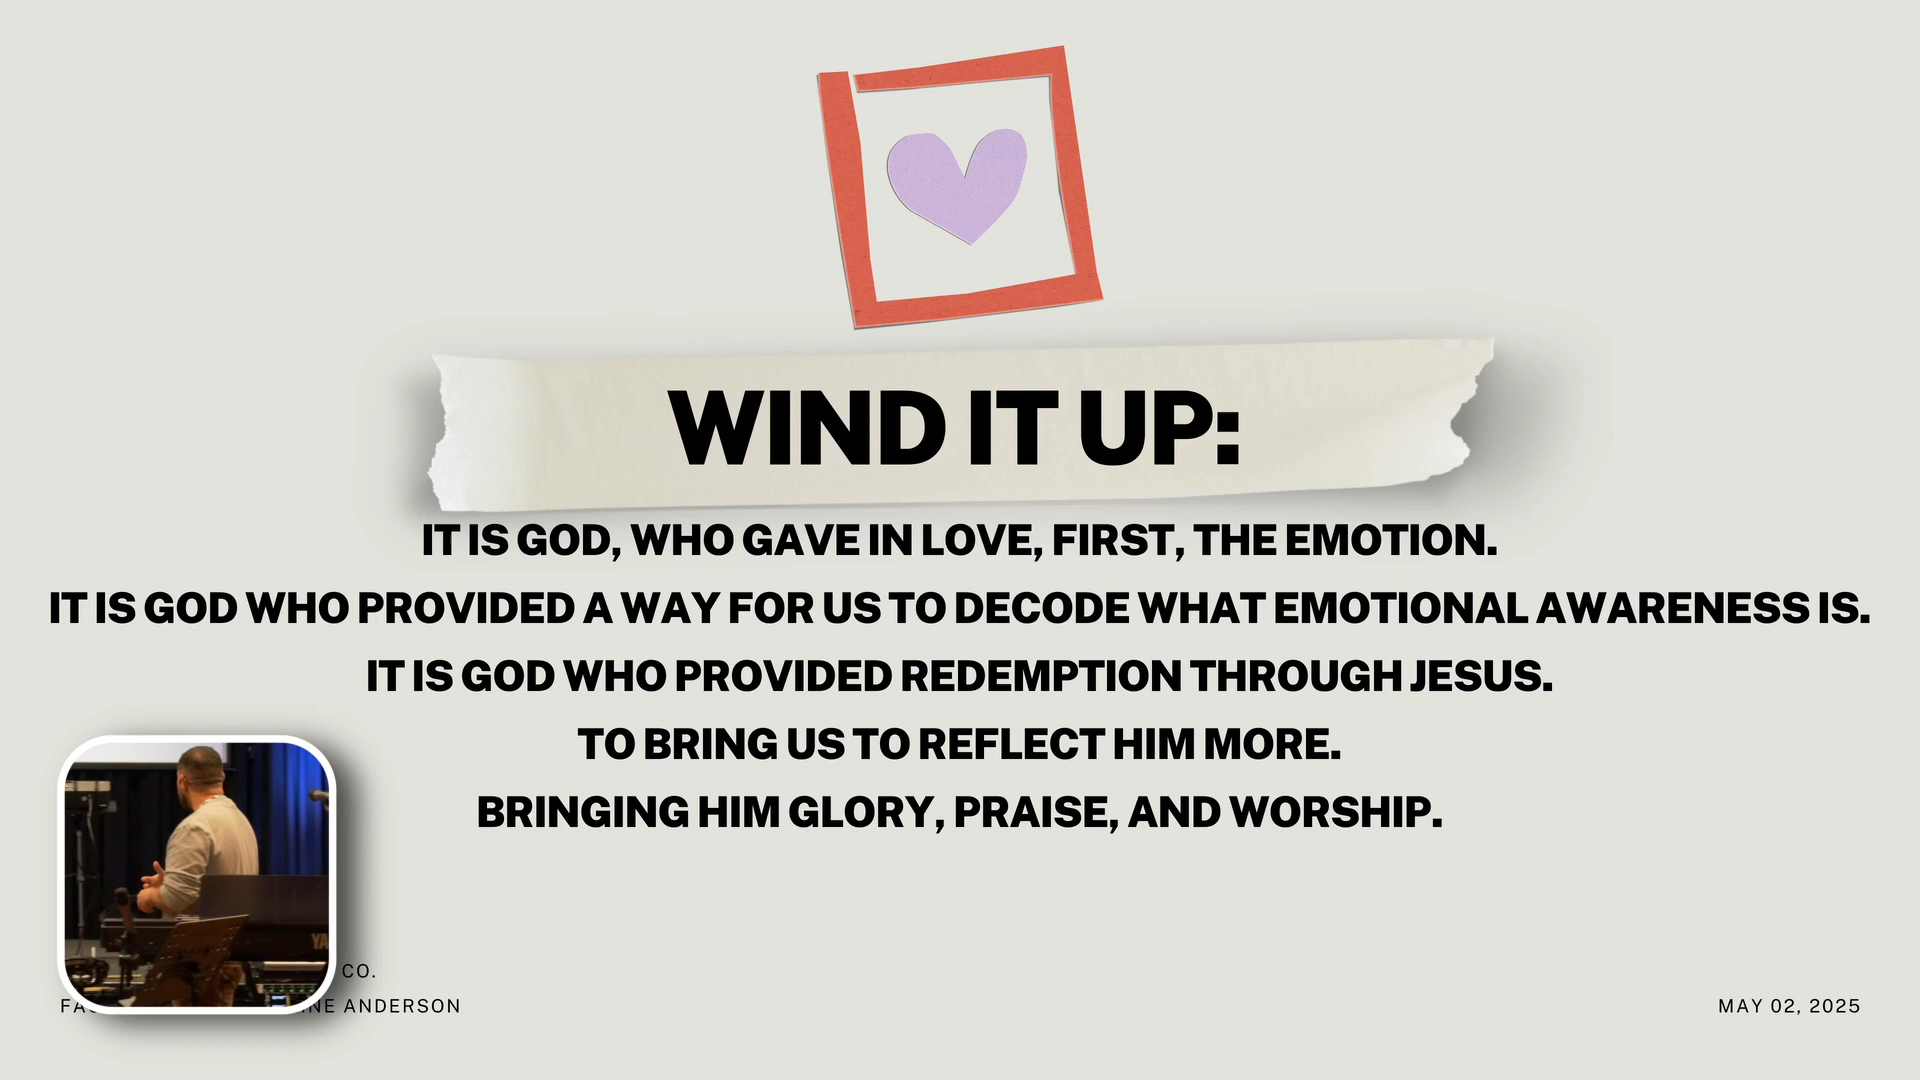 WIND IT UP:
IT IS GOD, WHO GAVE IN LOVE, FIRST, THE EMOTION.
IT IS GOD WHO PROVIDED A WAY FOR US TO DECODE WHAT EMOTIONAL AWARENESS IS.
IT IS GOD WHO PROVIDED REDEMPTION THROUGH JESUS.
TO BRING US TO REFLECT HIM MORE.
BRINGING HIM GLORY, PRAISE, AND WORSHIP.
CO.
ANDERSON
MAY 02, 2025